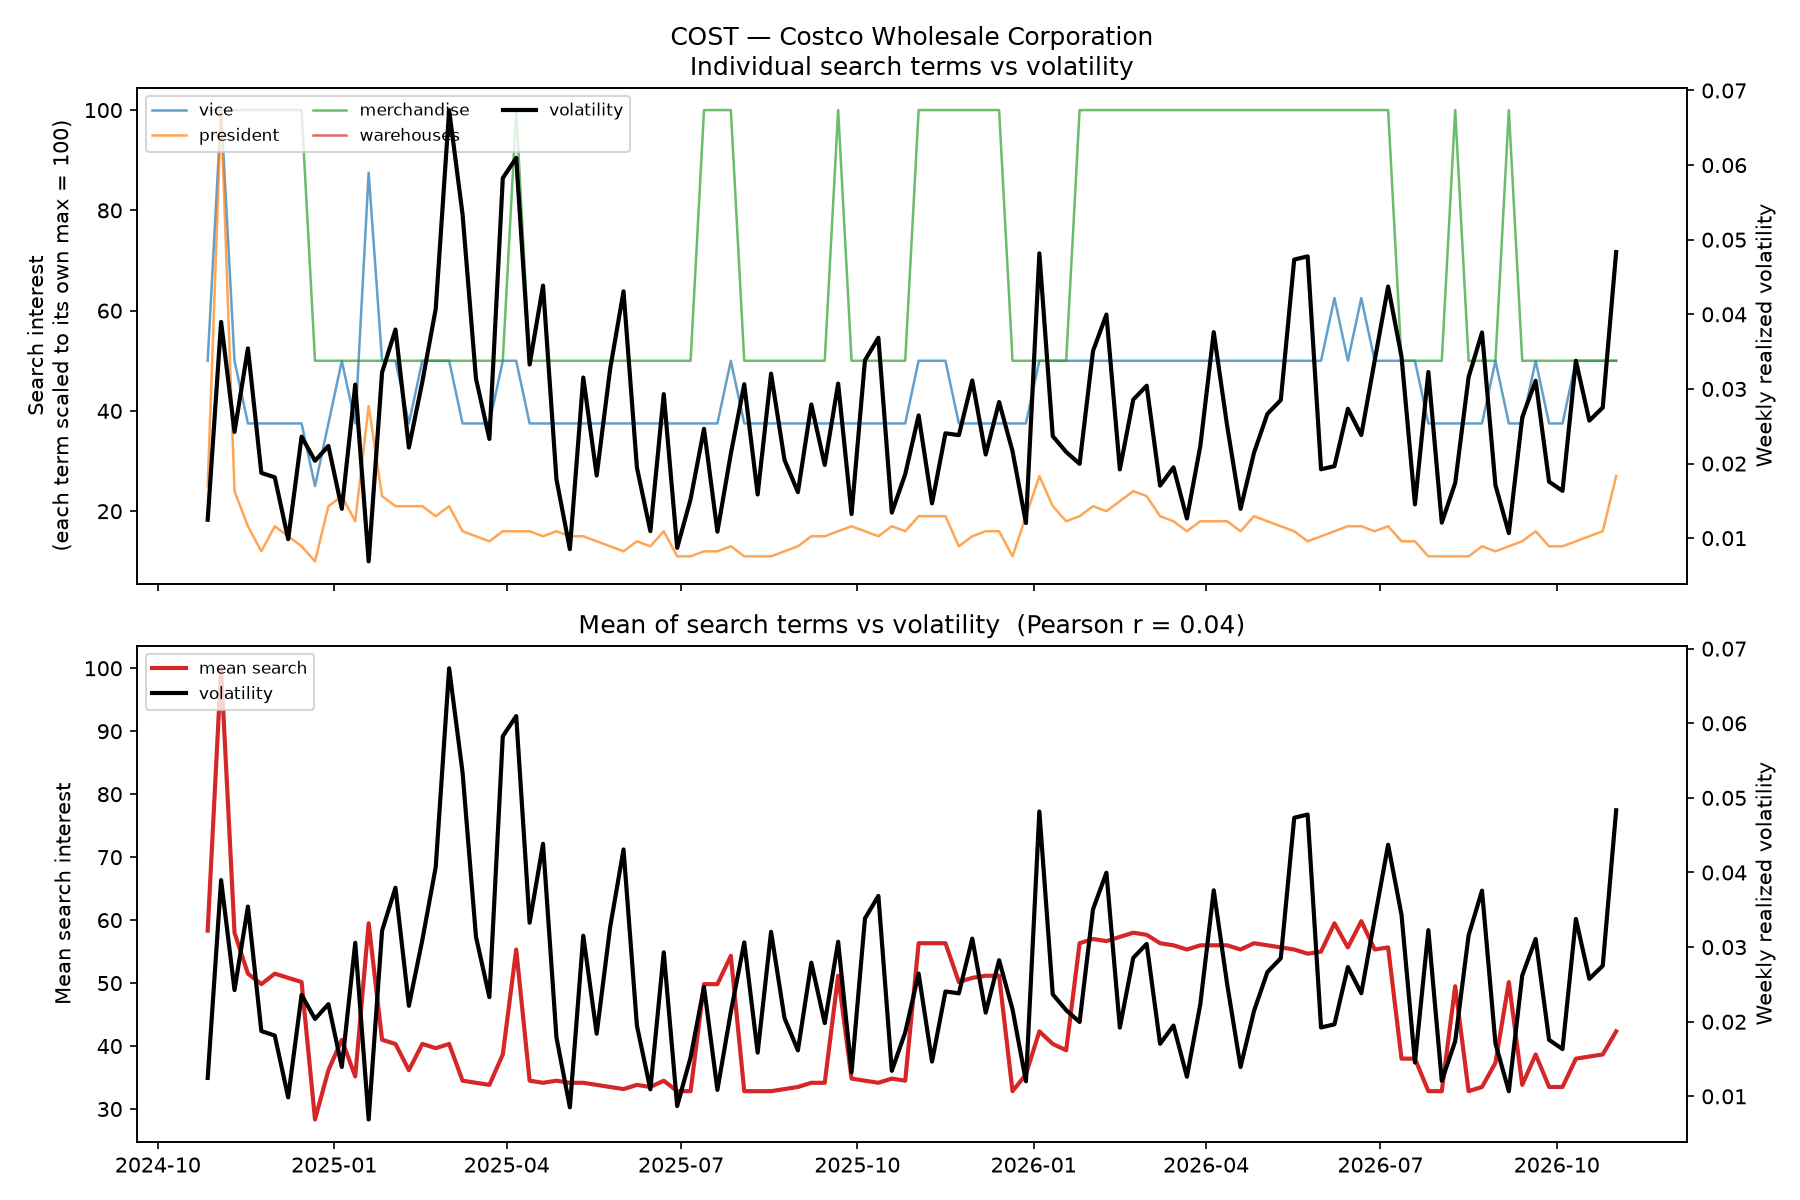 COST — Costco Wholesale Corporation
Individual search terms vs volatility
vice
president
merchandise
warehouses
volatility
Search interest
(each term scaled to its own max = 100)
100
80
60
40
20
Weekly realized volatility
0.07
0.06
0.05
0.04
0.03
0.02
0.01
Mean of search terms vs volatility  (Pearson r = 0.04)
mean search
volatility
Mean search interest
100
90
80
70
60
50
40
30
Weekly realized volatility
0.07
0.06
0.05
0.04
0.03
0.02
0.01
2024-10
2025-01
2025-04
2025-07
2025-10
2026-01
2026-04
2026-07
2026-10